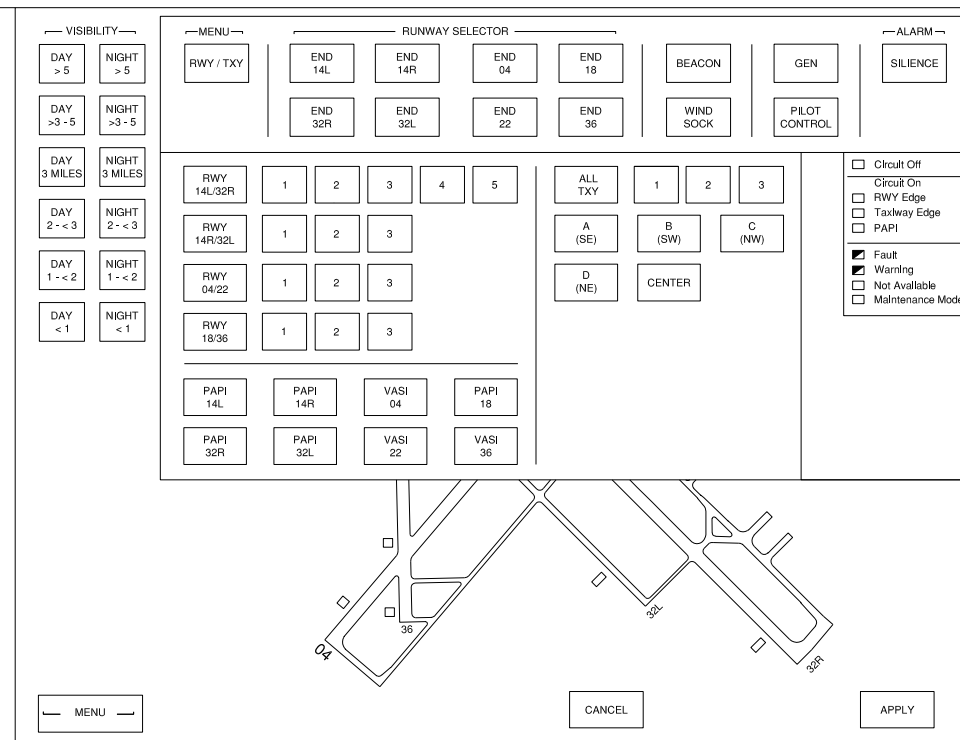 VISIBILITY
DAY
> 5
NIGHT
> 5
DAY
>3 - 5
NIGHT
>3 - 5
DAY
3 MILES
NIGHT
3 MILES
DAY
2 - < 3
NIGHT
2 - < 3
DAY
1 - < 2
NIGHT
1 - < 2
DAY
< 1
NIGHT
< 1
MENU
RWY / TXY
RUNWAY SELECTOR
END
14L
END
14R
END
04
END
18
END
32R
END
32L
END
22
END
36
BEACON
WIND
SOCK
GEN
PILOT
CONTROL
ALARM
SILIENCE
RWY
14L/32R
1 2 3 4 5
RWY
14R/32L
1 2 3
RWY
04/22
1 2 3
RWY
18/36
1 2 3
PAPI
14L
PAPI
14R
VASI
04
PAPI
18
PAPI
32R
PAPI
32L
VASI
22
VASI
36
ALL
TXY
1 2 3
A
(SE)
B
(SW)
C
(NW)
D
(NE)
CENTER
Circuit Off
Circuit On
RWY Edge
Taxiway Edge
PAPI
Fault
Warning
Not Available
Maintenance Mode
04
36
32L
32R
MENU
CANCEL
APPLY